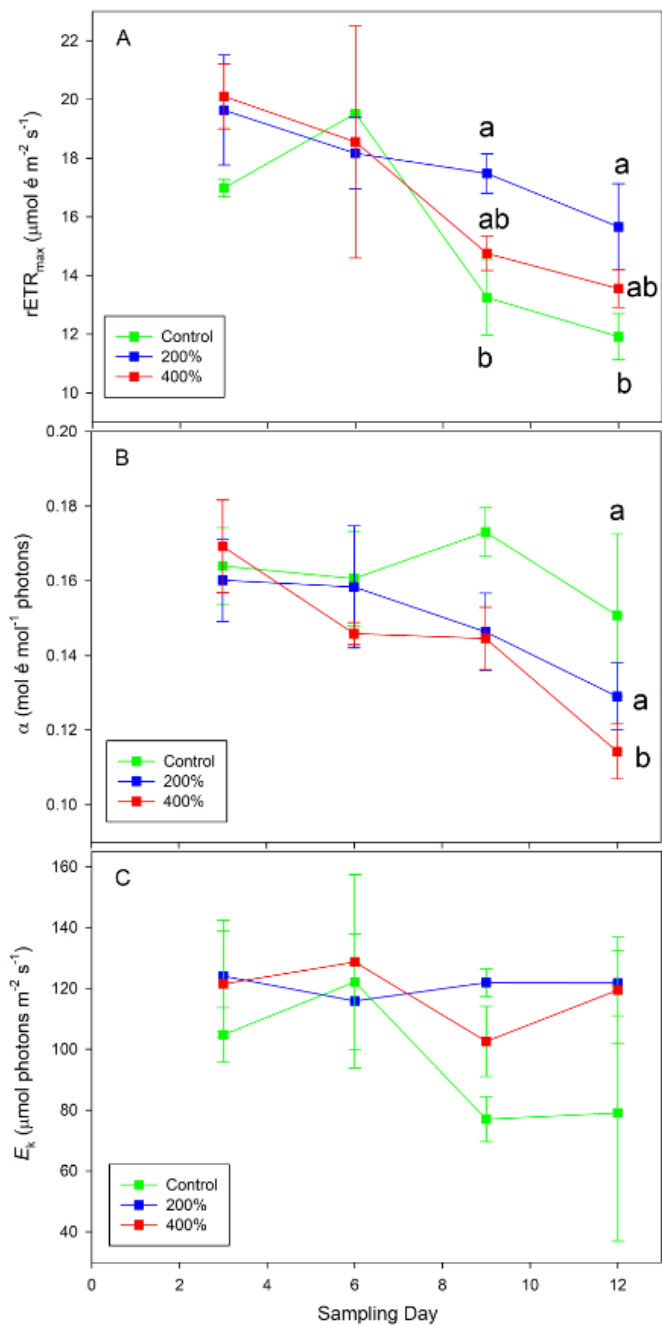 A
22
20
18
16
14
12
10
rETRmax (μmol é m⁻² s⁻¹)
a
a
ab
ab
b
b
Control
200%
400%
B
0.20
0.18
0.16
0.14
0.12
0.10
α (mol é mol⁻¹ photons)
a
a
b
Control
200%
400%
C
160
140
120
100
80
60
40
Eₖ (μmol photons m⁻² s⁻¹)
Control
200%
400%
0 2 4 6 8 10 12
Sampling Day